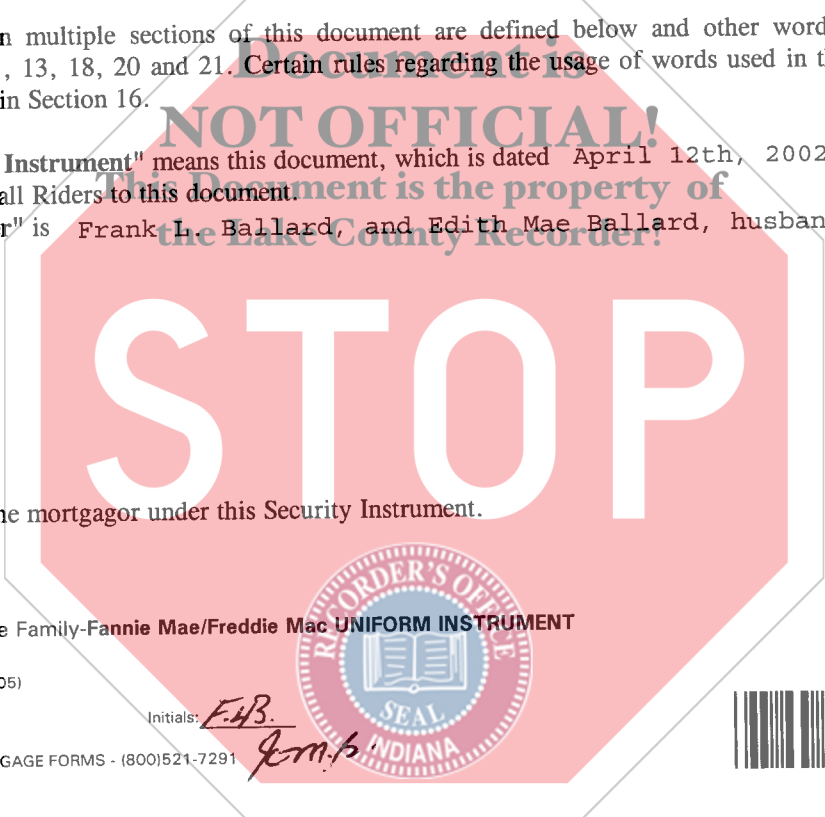 n multiple sections of this document are defined below and other word
Document is
, 13, 18, 20 and 21. Certain rules regarding the usage of words used in t
in Section 16.
NOT OFFICIAL!
Instrument" means this document, which is dated April 12th, 2002
This Document is the property of
all Riders to this document.
r" is Frank L. Ballard, and Edith Mae Ballard, husban
the Lake County Recorder!
STOP
ne mortgagor under this Security Instrument.
RECORDER'S OFFICE
e Family-Fannie Mae/Freddie Mac UNIFORM INSTRUMENT
05)
SEAL
Initials: F.LB.
INDIANA
GAGE FORMS - (800)521-7291